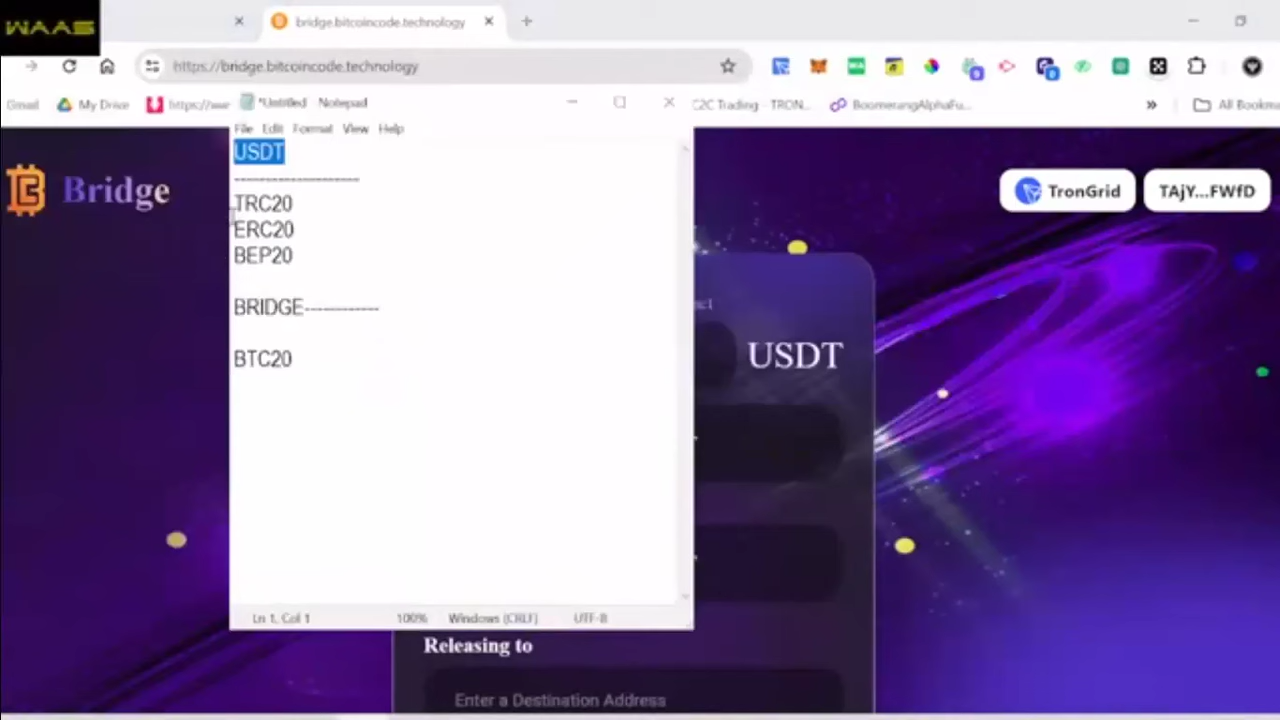 WAAS
bridge.bitcoincode.technology
https://bridge.bitcoincode.technology
Gmail
My Drive
*Untitled - Notepad
C2C Trading - TRON...
BoomerangAlphaFu...
»
All Bookma
File Edit Format View Help
USDT
--------------------
TRC20
ERC20
BEP20
BRIDGE------------
BTC20
Ln 1, Col 1 100% Windows (CRLF) UTF-8
Bridge
TronGrid
TAjY...FWfD
USDT
Releasing to
Enter a Destination Address